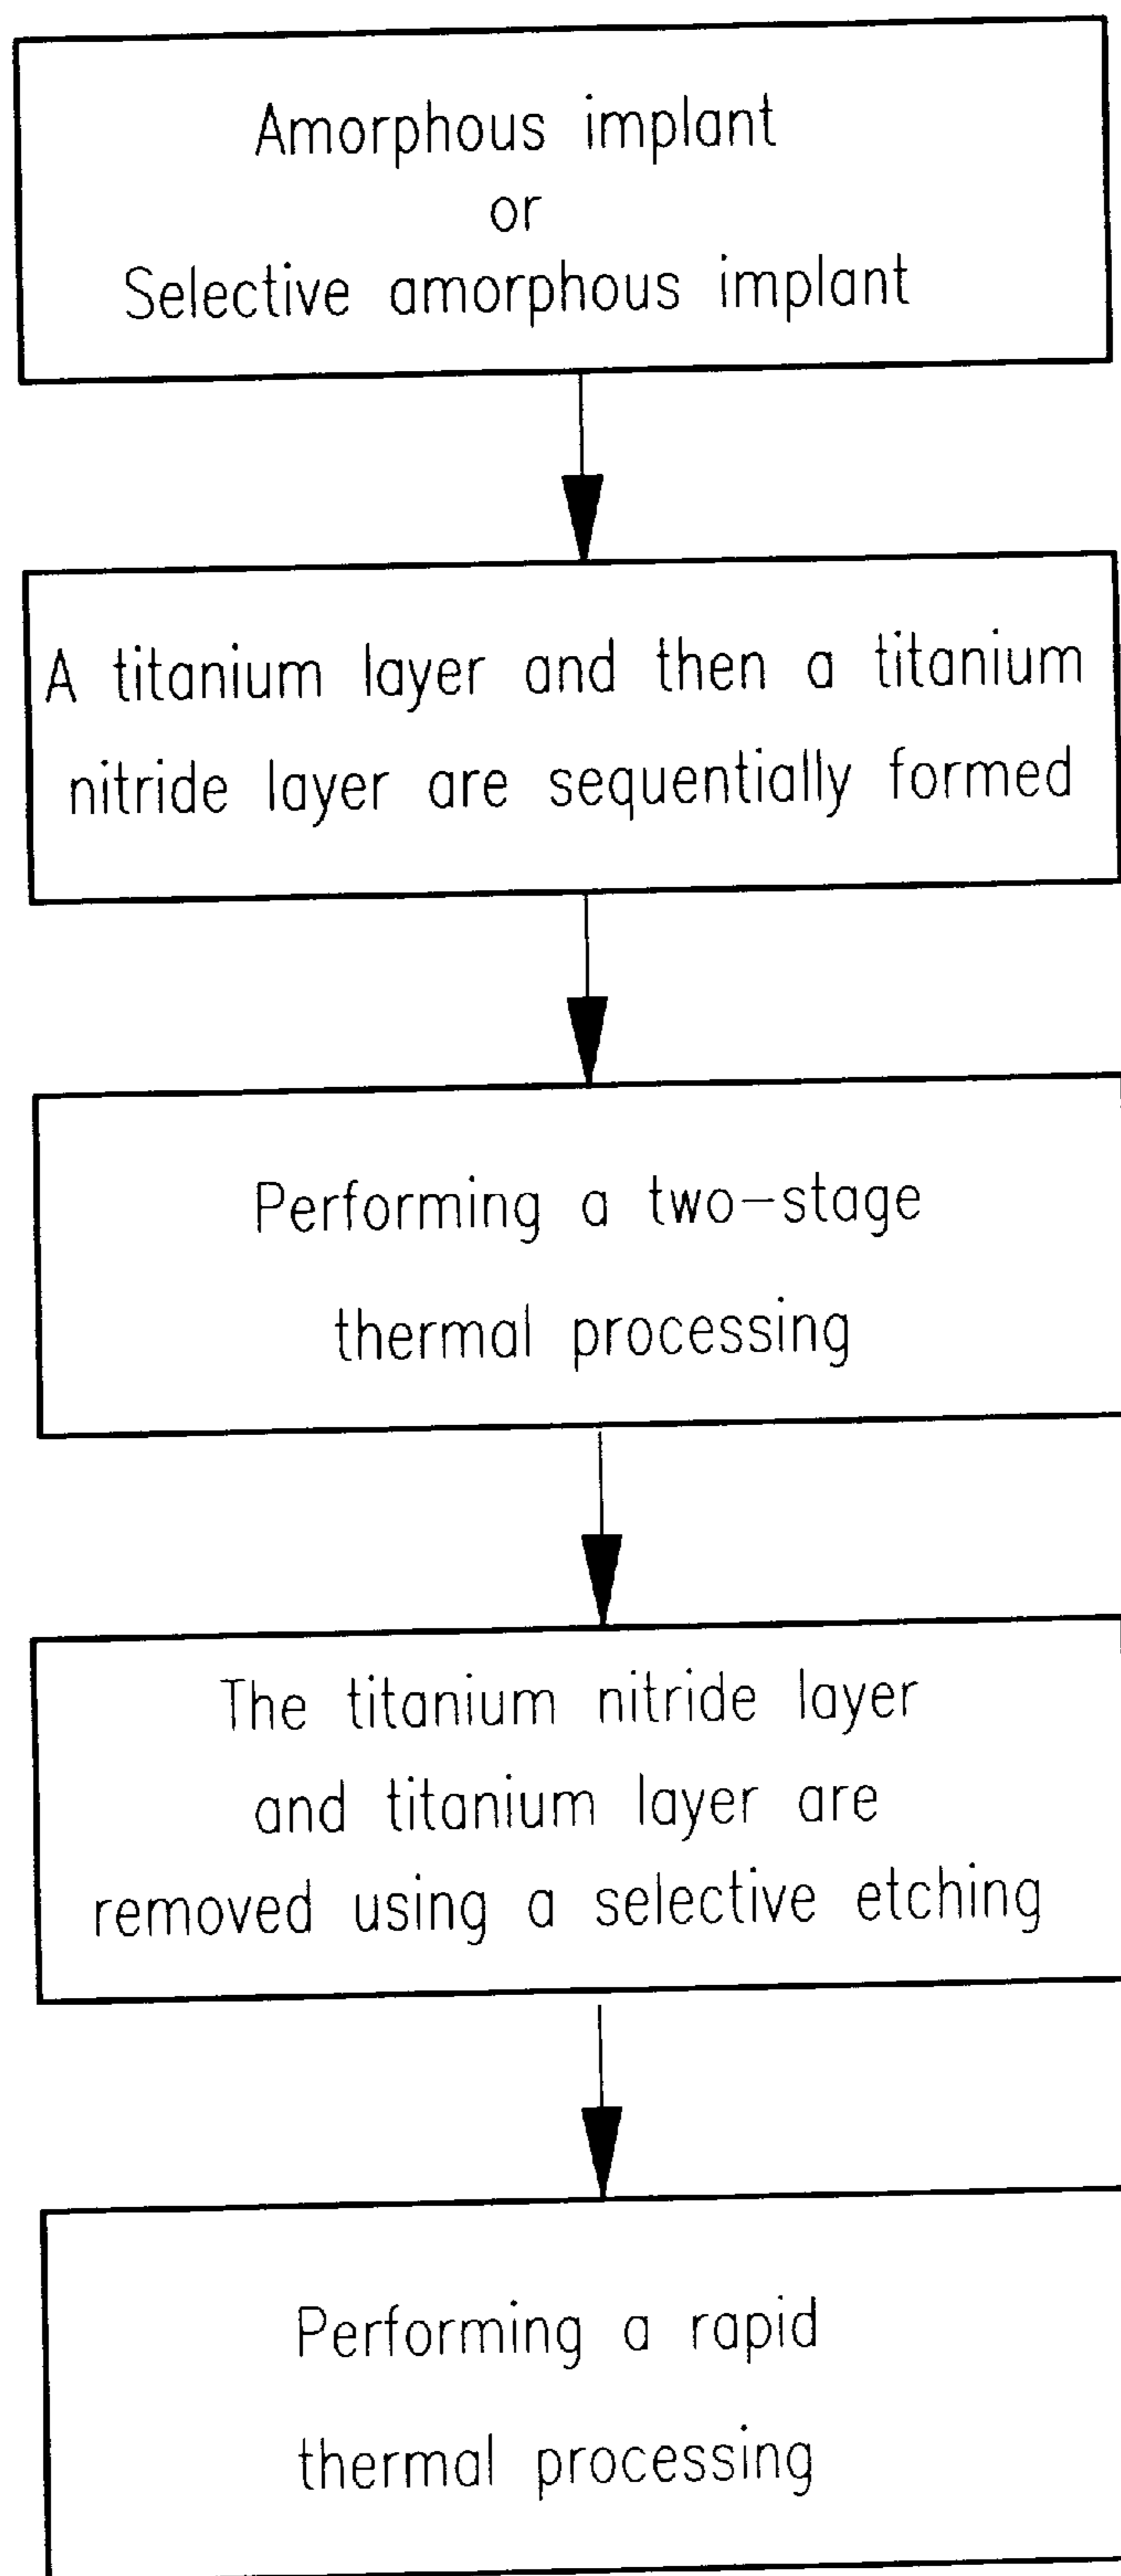 Amorphous implant
or
Selective amorphous implant
A titanium layer and then a titanium
nitride layer are sequentially formed
Performing a two-stage
thermal processing
The titanium nitride layer
and titanium layer are
removed using a selective etching
Performing a rapid
thermal processing